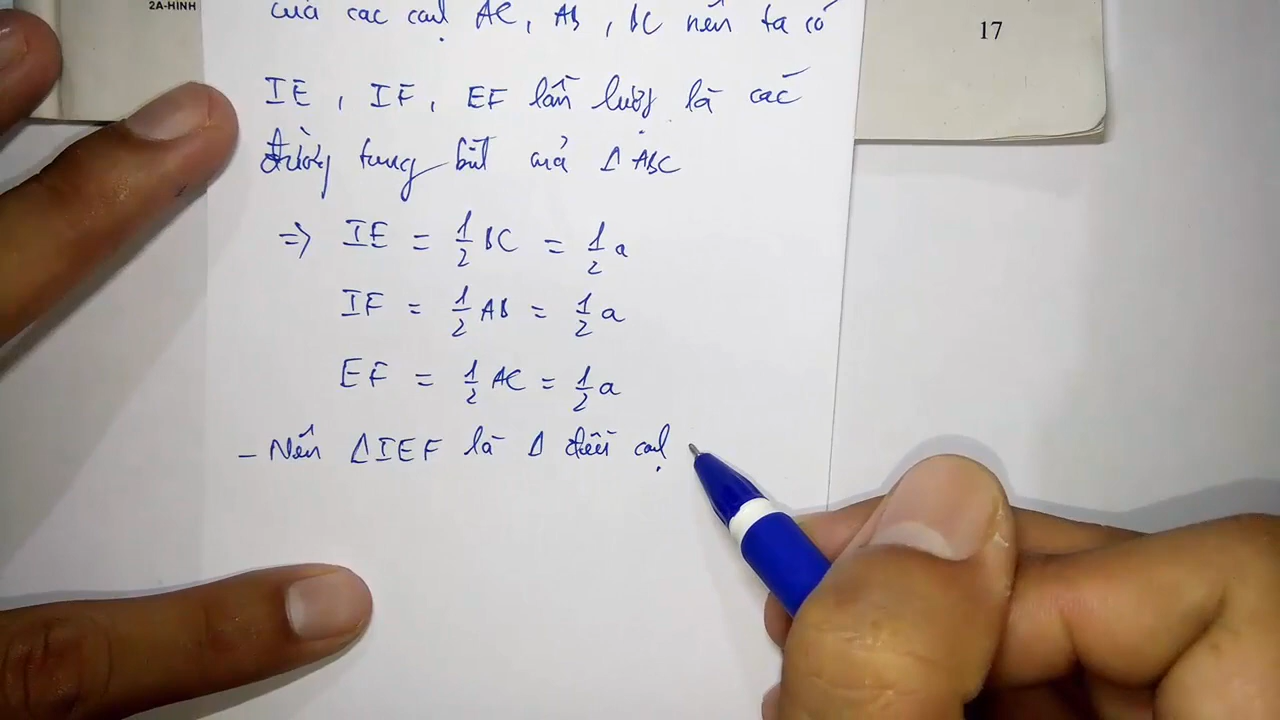 2A-HÌNH
17
của các cạnh AC, AB, BC nên ta có
IE, IF, EF lần lượt là các
đường trung bình của Δ ABC
=> IE = 1/2 BC = 1/2 a
IF = 1/2 AB = 1/2 a
EF = 1/2 AC = 1/2 a
- Nên ΔIEF là Δ đều cạnh